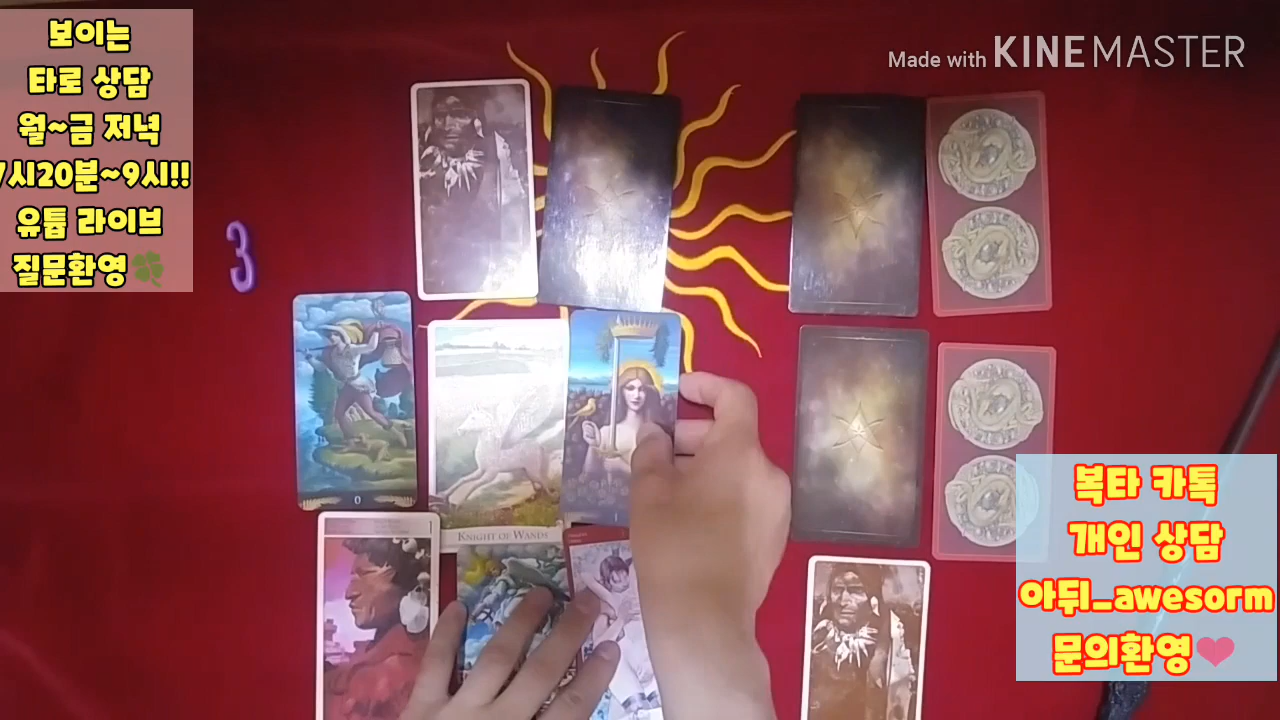 보이는
타로 상담
월~금 저녁
7시20분~9시!!
유튭 라이브
질문환영🍀
Made with KINEMASTER
3
0
KNIGHT OF WANDS
복타 카톡
개인 상담
아뒤_awesorm
문의환영❤